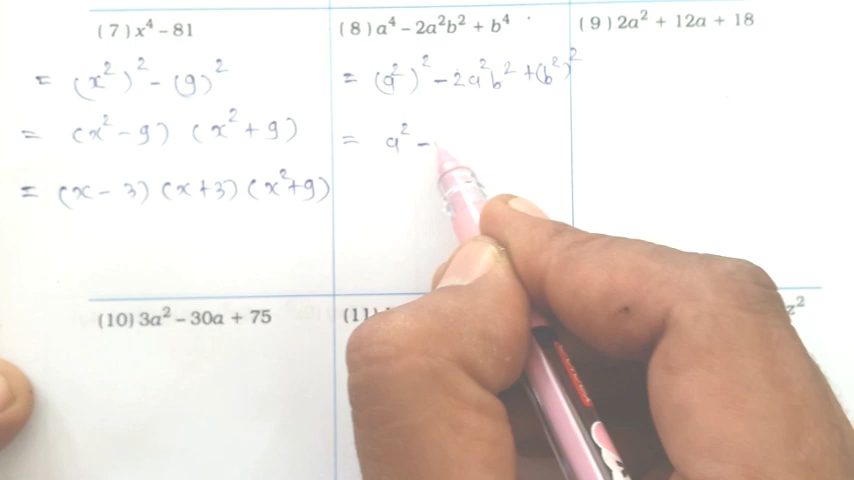 (7) x⁴ – 81
= (x²)² – (9)²
= (x² – 9) (x² + 9)
= (x – 3) (x + 3) (x² + 9)
(8) a⁴ – 2a²b² + b⁴
= (a²)² – 2a²b² + (b²)²
= a² –
(9) 2a² + 12a + 18
(10) 3a² – 30a + 75
(11)
z²